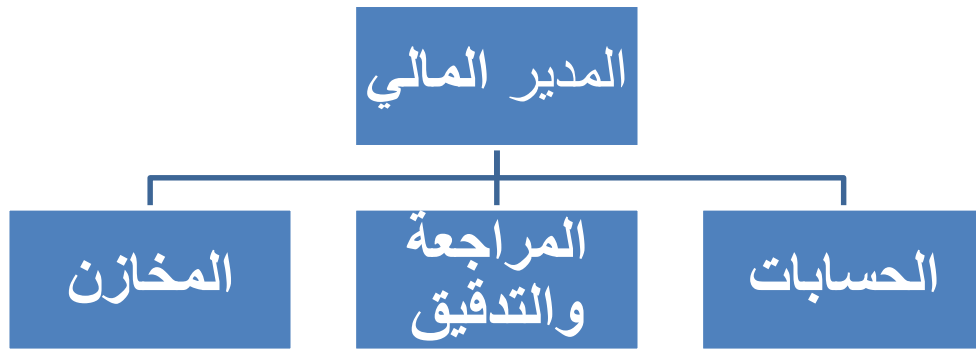 المدير المالي
الحسابات
المراجعة
والتدقيق
المخازن